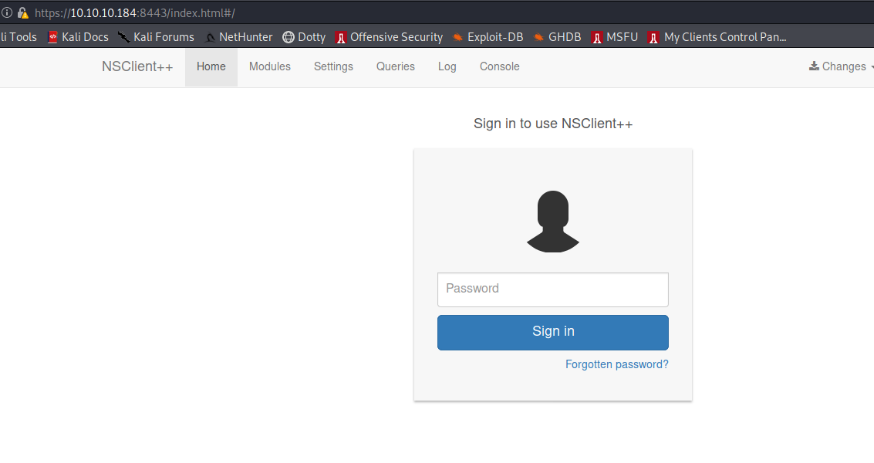 https://10.10.10.184:8443/index.html#/
li Tools Kali Docs Kali Forums NetHunter Dotty Offensive Security Exploit-DB GHDB MSFU My Clients Control Pan...
NSClient++ Home Modules Settings Queries Log Console Changes
Sign in to use NSClient++
Password
Sign in
Forgotten password?